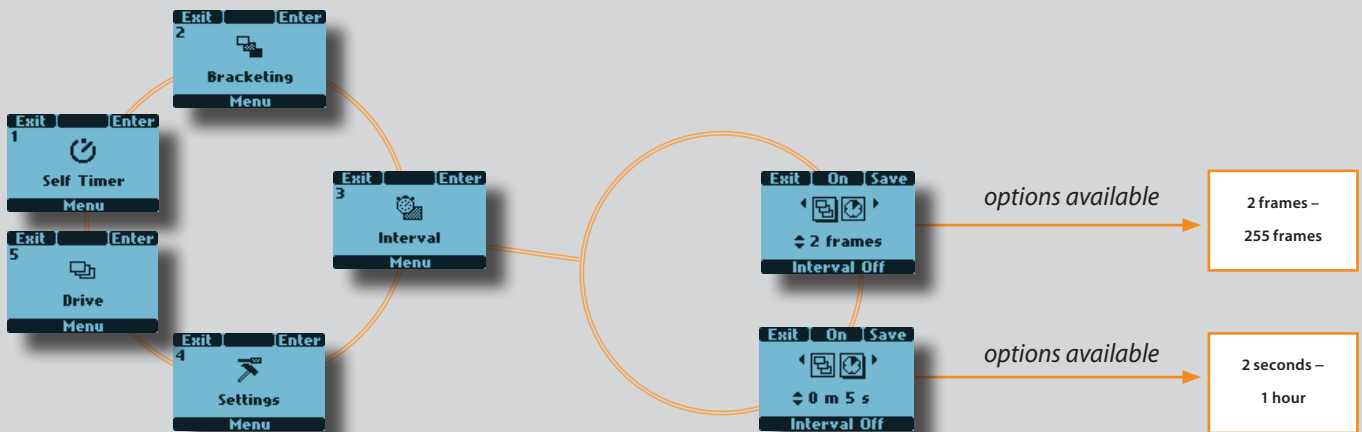 Exit Enter
2
Bracketing
Menu
Exit Enter
1
Self Timer
Menu
Exit Enter
3
Interval
Menu
Exit Enter
5
Drive
Menu
Exit Enter
4
Settings
Menu
Exit On Save
2 frames
Interval Off
options available
2 frames –
255 frames
Exit On Save
0 m 5 s
Interval Off
options available
2 seconds –
1 hour